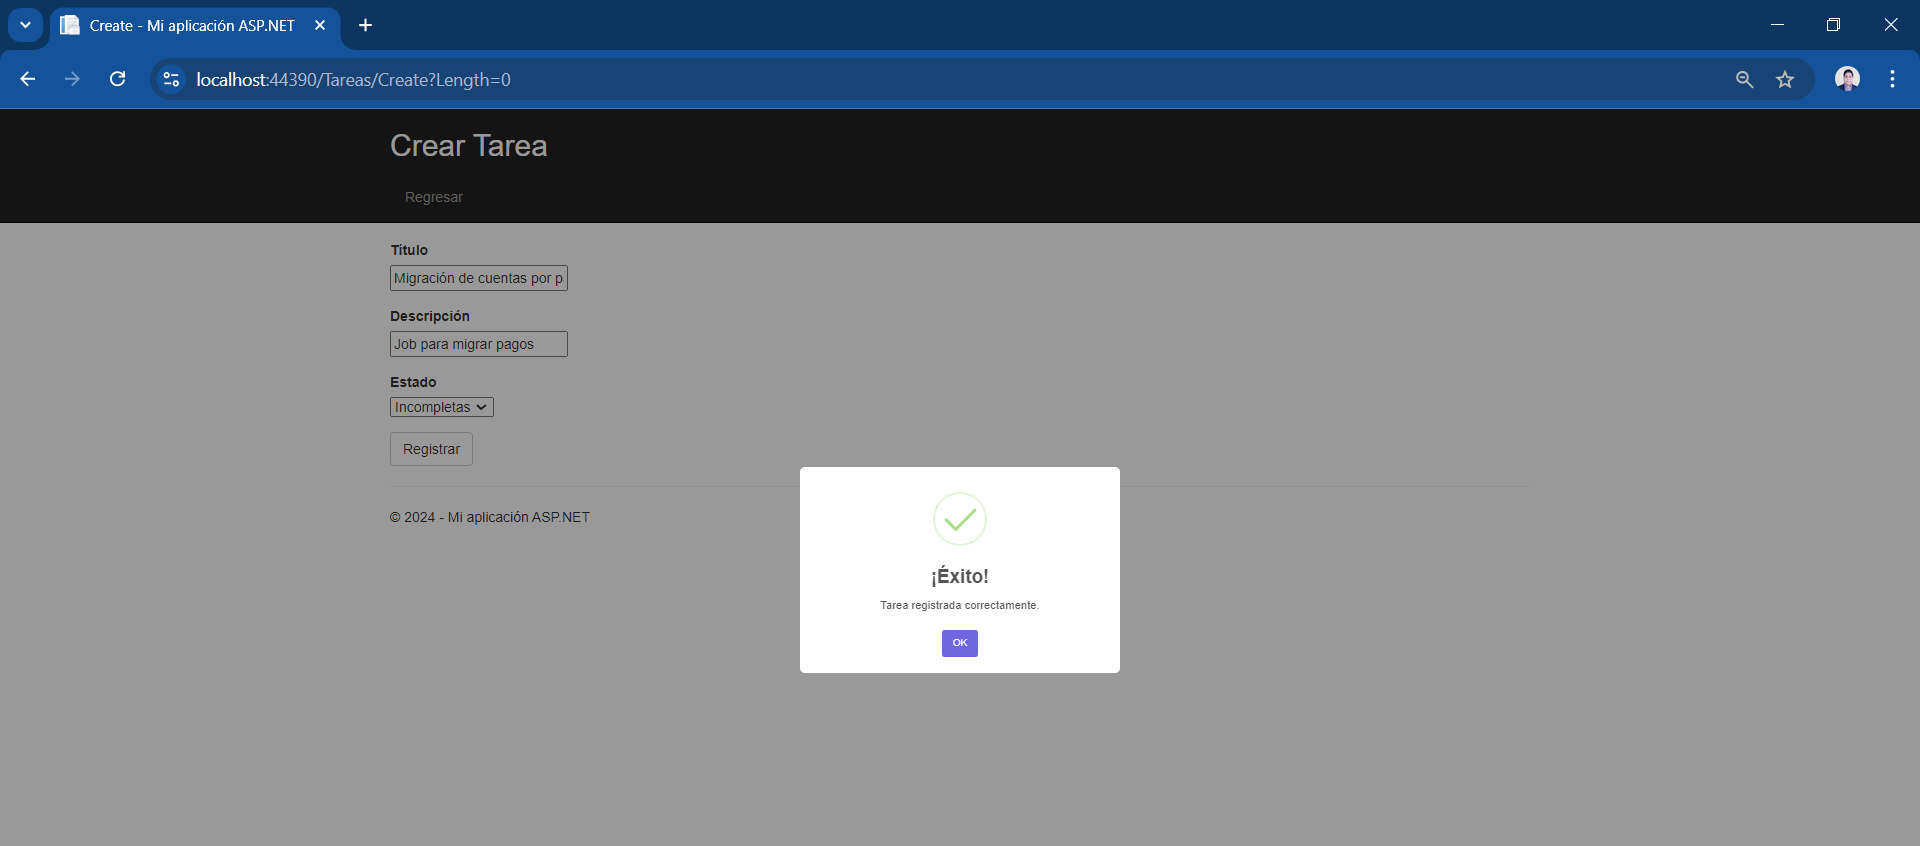 Create - Mi aplicación ASP.NET
localhost:44390/Tareas/Create?Length=0
Crear Tarea
Regresar
Título
Migración de cuentas por p
Descripción
Job para migrar pagos
Estado
Incompletas
Registrar
© 2024 - Mi aplicación ASP.NET
¡Éxito!
Tarea registrada correctamente.
OK